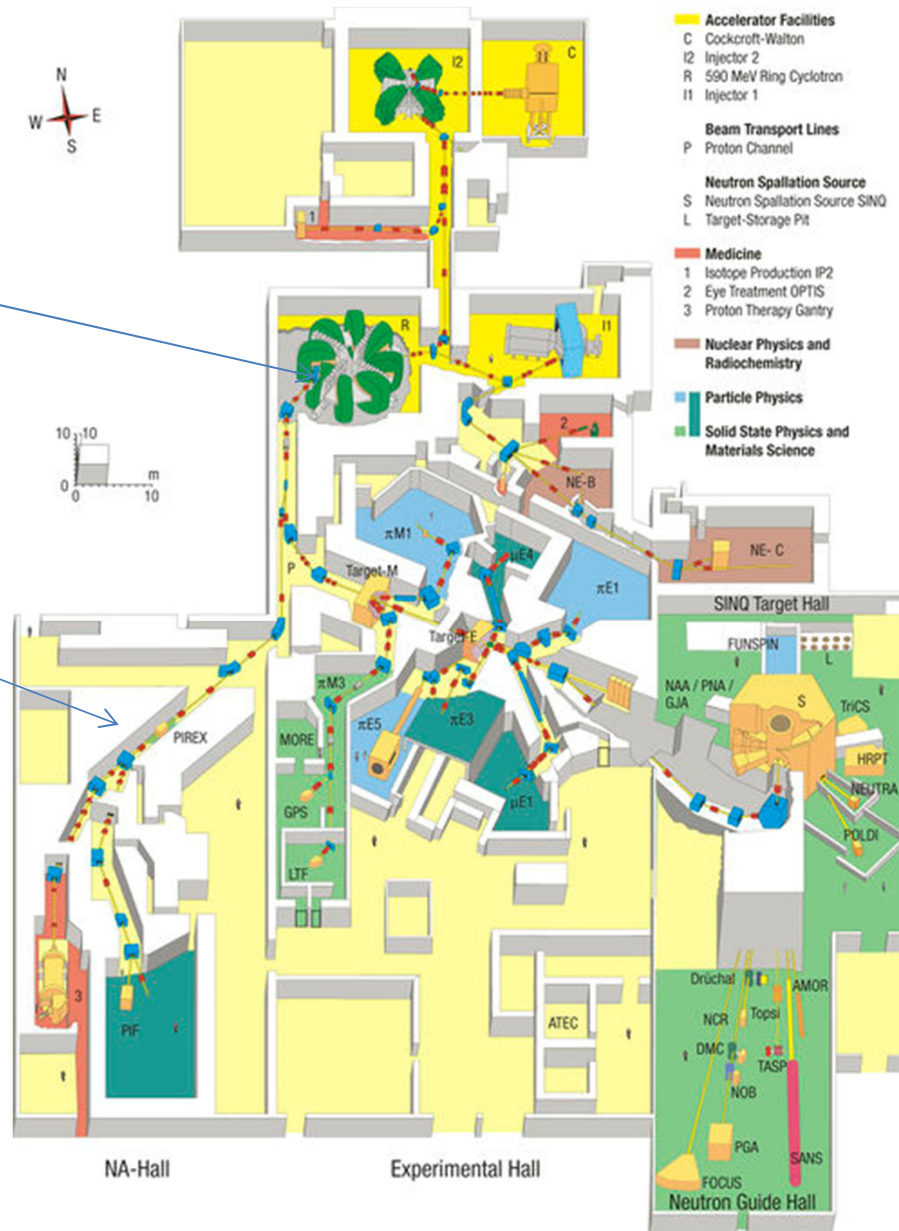 Accelerator Facilities
C Cockcroft-Walton
I2 Injector 2
R 590 MeV Ring Cyclotron
I1 Injector 1
Beam Transport Lines
P Proton Channel
Neutron Spallation Source
S Neutron Spallation Source SINQ
L Target-Storage Pit
Medicine
1 Isotope Production IP2
2 Eye Treatment OPTIS
3 Proton Therapy Gantry
Nuclear Physics and
Radiochemistry
Particle Physics
Solid State Physics and
Materials Science
N
W E
S
I2
C
1
R
I1
10 10
0
0 10
m
2
NE-B
πM1
µE4
NE- C
P
Target-M
πE1
SINQ Target Hall
Target-E
FUNSPIN
L
NAA / PNA /
GJA
S
TriCS
πM3
πE5
πE3
PIREX
MORE
HRPT
NEUTRA
GPS
µE1
POLDI
LTF
3
PIF
ATEC
Drüchal
AMOR
NCR
Topsi
DMC
TASP
NOB
PGA
SANS
FOCUS
NA-Hall
Experimental Hall
Neutron Guide Hall